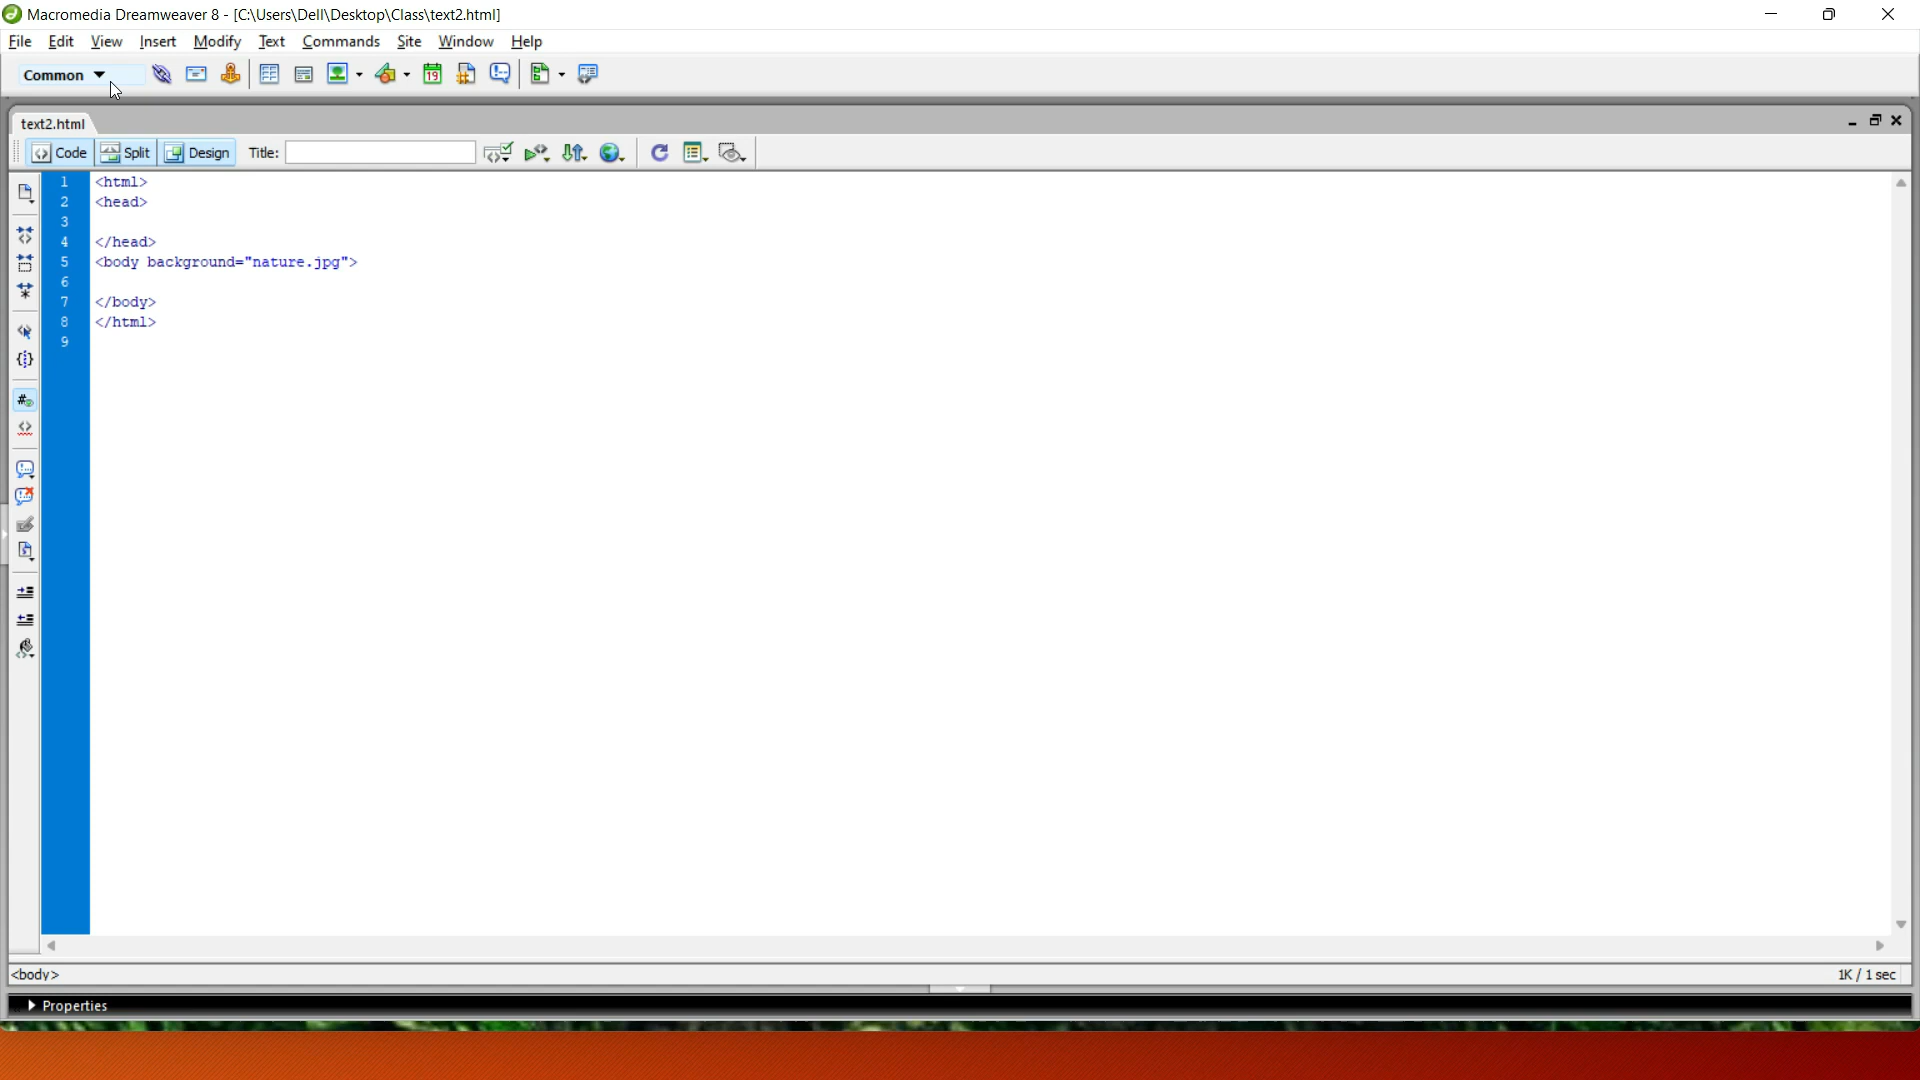 Macromedia Dreamweaver 8 - [C:\Users\Dell\Desktop\Class\text2.html]
File Edit View Insert Modify Text Commands Site Window Help
Common
19
text2.html
Code Split Design Title:
1 <html>
2 <head>
3
4 </head>
5 <body background="nature.jpg">
6
7 </body>
8 </html>
9
<body> 1K / 1 sec
Properties